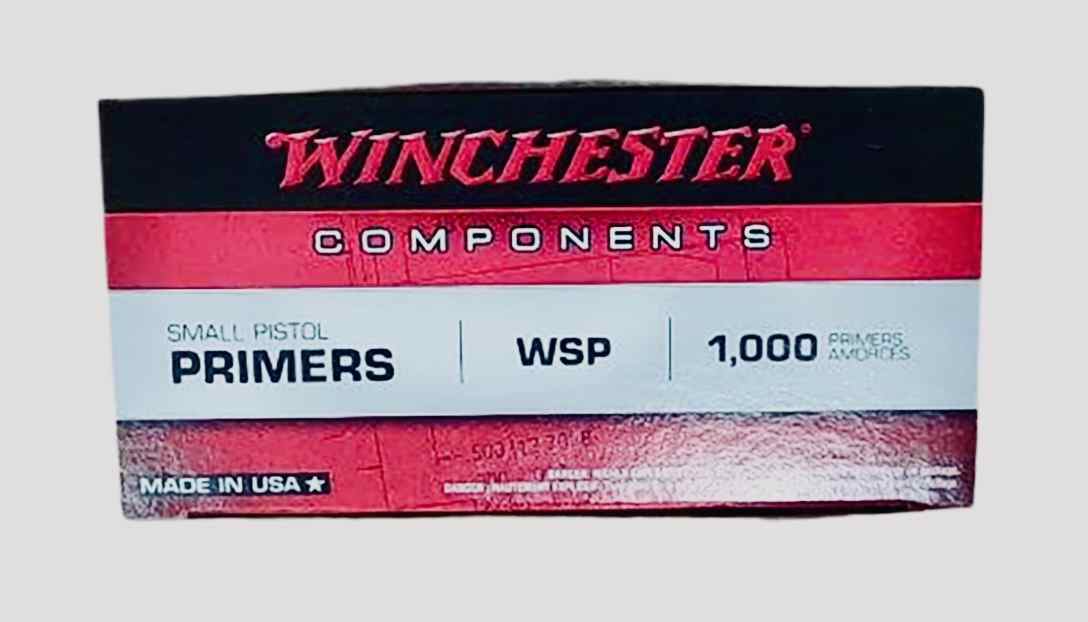 WINCHESTER
COMPONENTS
SMALL PISTOL
PRIMERS
WSP
1,000
PRIMERS
AMORCES
MADE IN USA